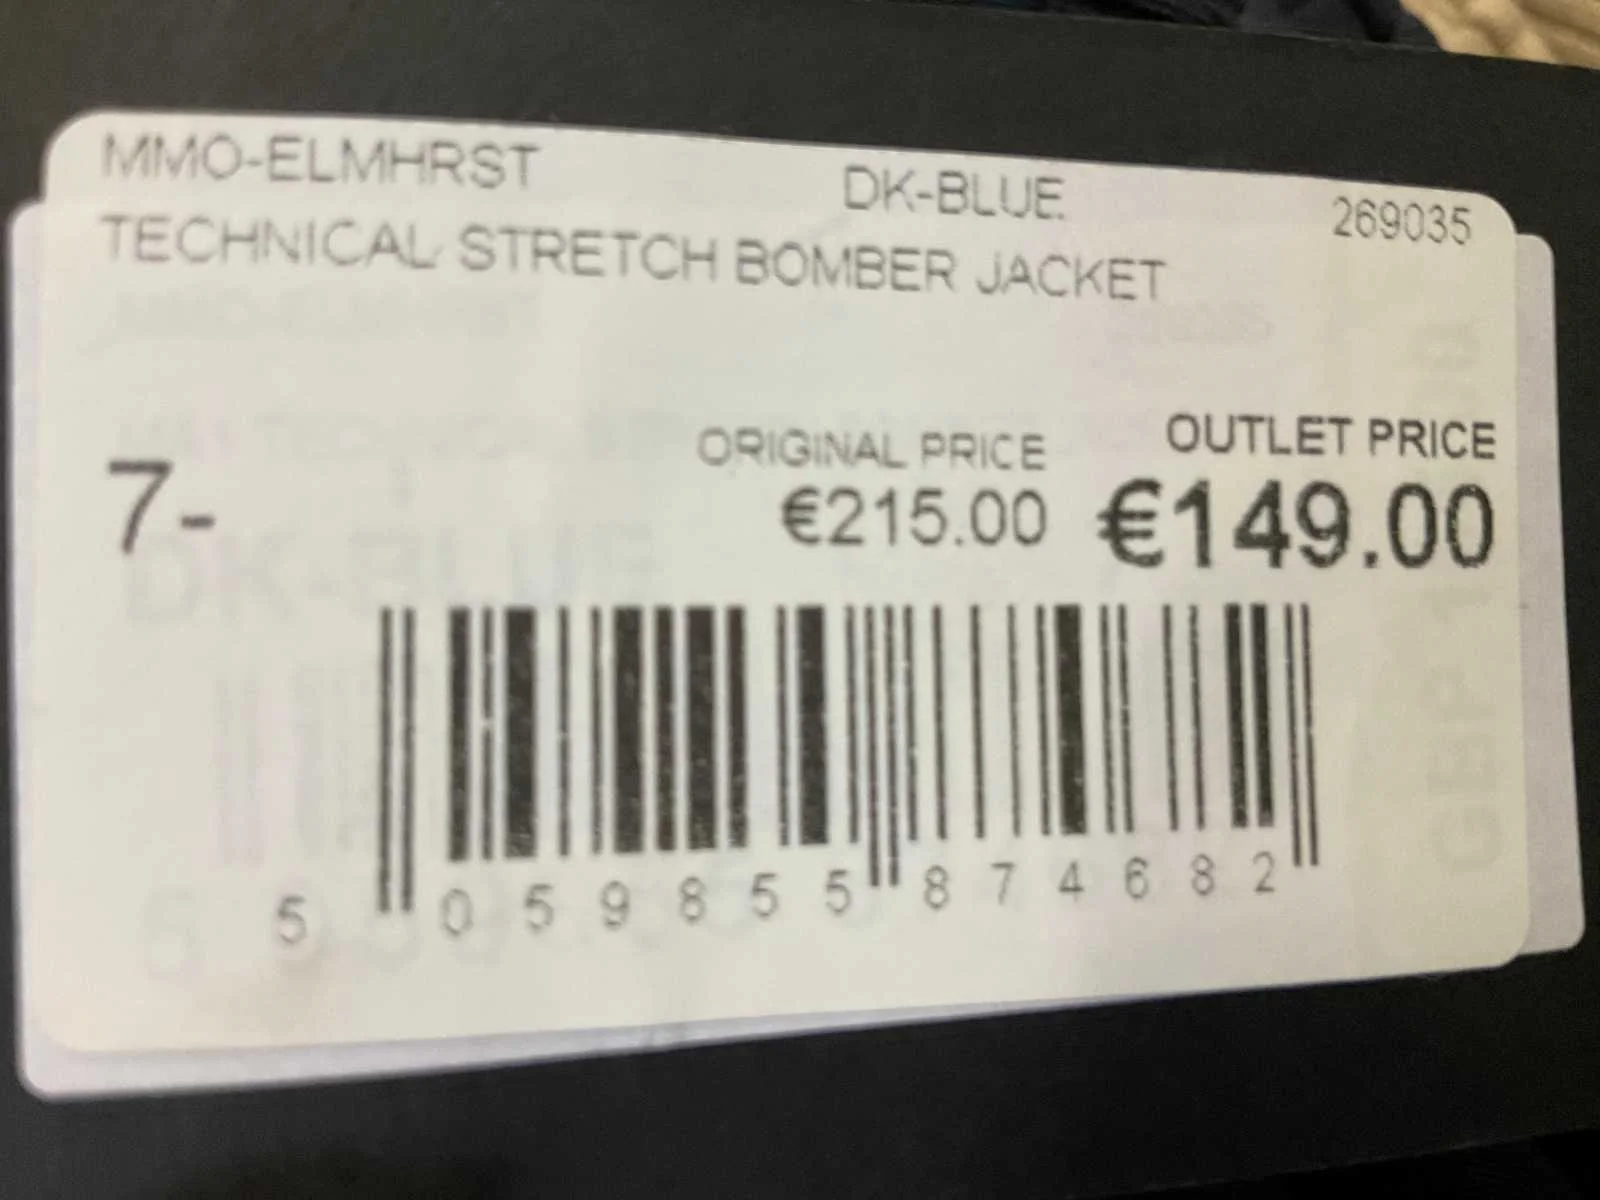 MMO-ELMHRST DK-BLUE 269035
TECHNICAL STRETCH BOMBER JACKET
ORIGINAL PRICE OUTLET PRICE
7- €215.00 €149.00
5 059855 874682